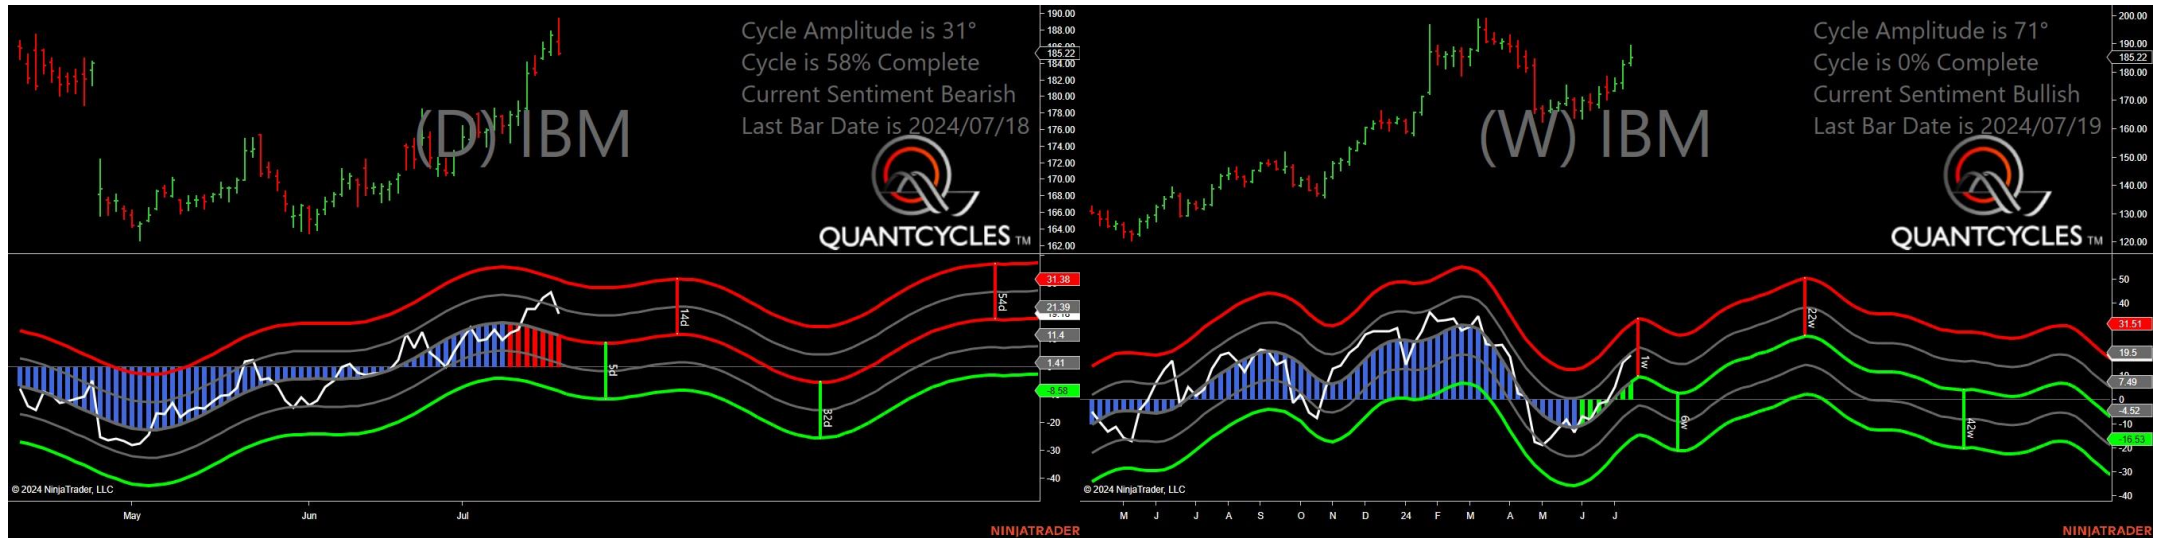 Cycle Amplitude is 31°
Cycle is 58% Complete
Current Sentiment Bearish
Last Bar Date is 2024/07/18
(D) IBM
QUANTCYCLES TM
190.00
188.00
185.22
184.00
182.00
180.00
178.00
176.00
174.00
172.00
170.00
168.00
166.00
164.00
162.00
14d
54d
5d
32d
31.38
21.39
11.4
1.41
-8.58
-20
-30
-40
© 2024 NinjaTrader, LLC
May
Jun
Jul
NINJATRADER
Cycle Amplitude is 71°
Cycle is 0% Complete
Current Sentiment Bullish
Last Bar Date is 2024/07/19
(W) IBM
QUANTCYCLES TM
200.00
190.00
185.22
180.00
170.00
160.00
150.00
140.00
130.00
120.00
22w
1w
6w
42w
50
40
31.51
19.5
7.49
0
-4.52
-10
-16.53
-20
-30
-40
© 2024 NinjaTrader, LLC
M
J
J
A
S
O
N
D
24
F
M
A
M
J
J
NINJATRADER